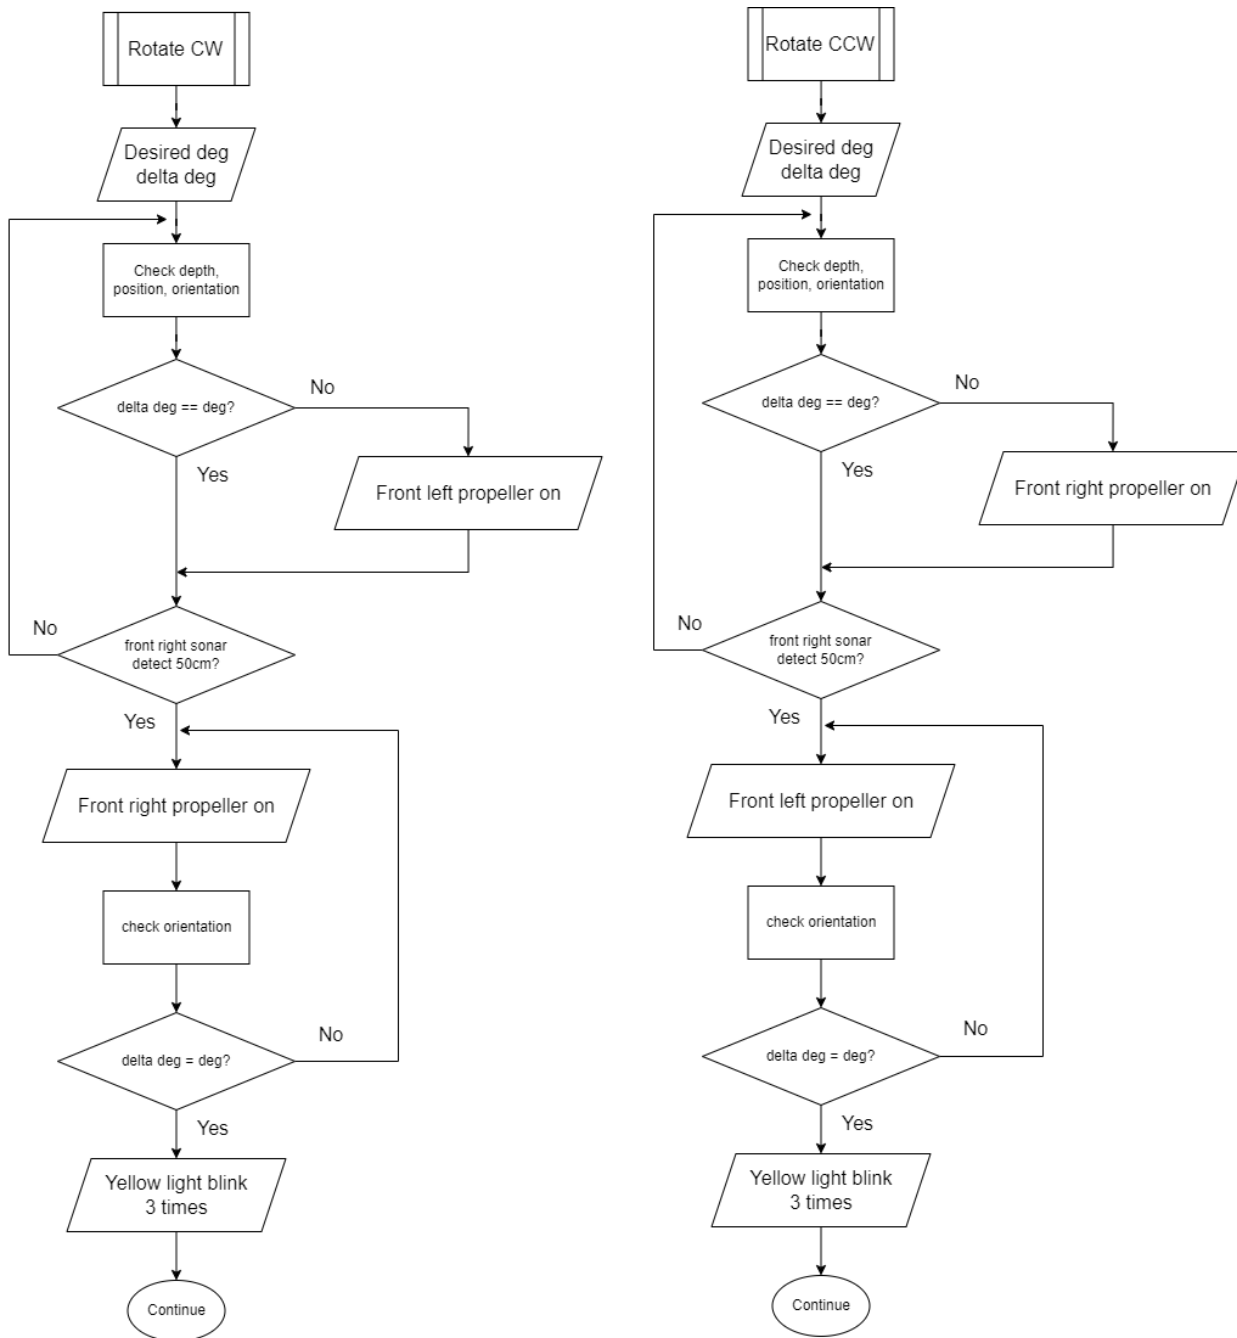 Rotate CW
Desired deg
delta deg
Check depth,
position, orientation
delta deg == deg?
No
Yes
Front left propeller on
front right sonar
detect 50cm?
No
Yes
Front right propeller on
check orientation
delta deg = deg?
No
Yes
Yellow light blink
3 times
Continue
Rotate CCW
Desired deg
delta deg
Check depth,
position, orientation
delta deg == deg?
No
Yes
Front right propeller on
front right sonar
detect 50cm?
No
Yes
Front left propeller on
check orientation
delta deg = deg?
No
Yes
Yellow light blink
3 times
Continue